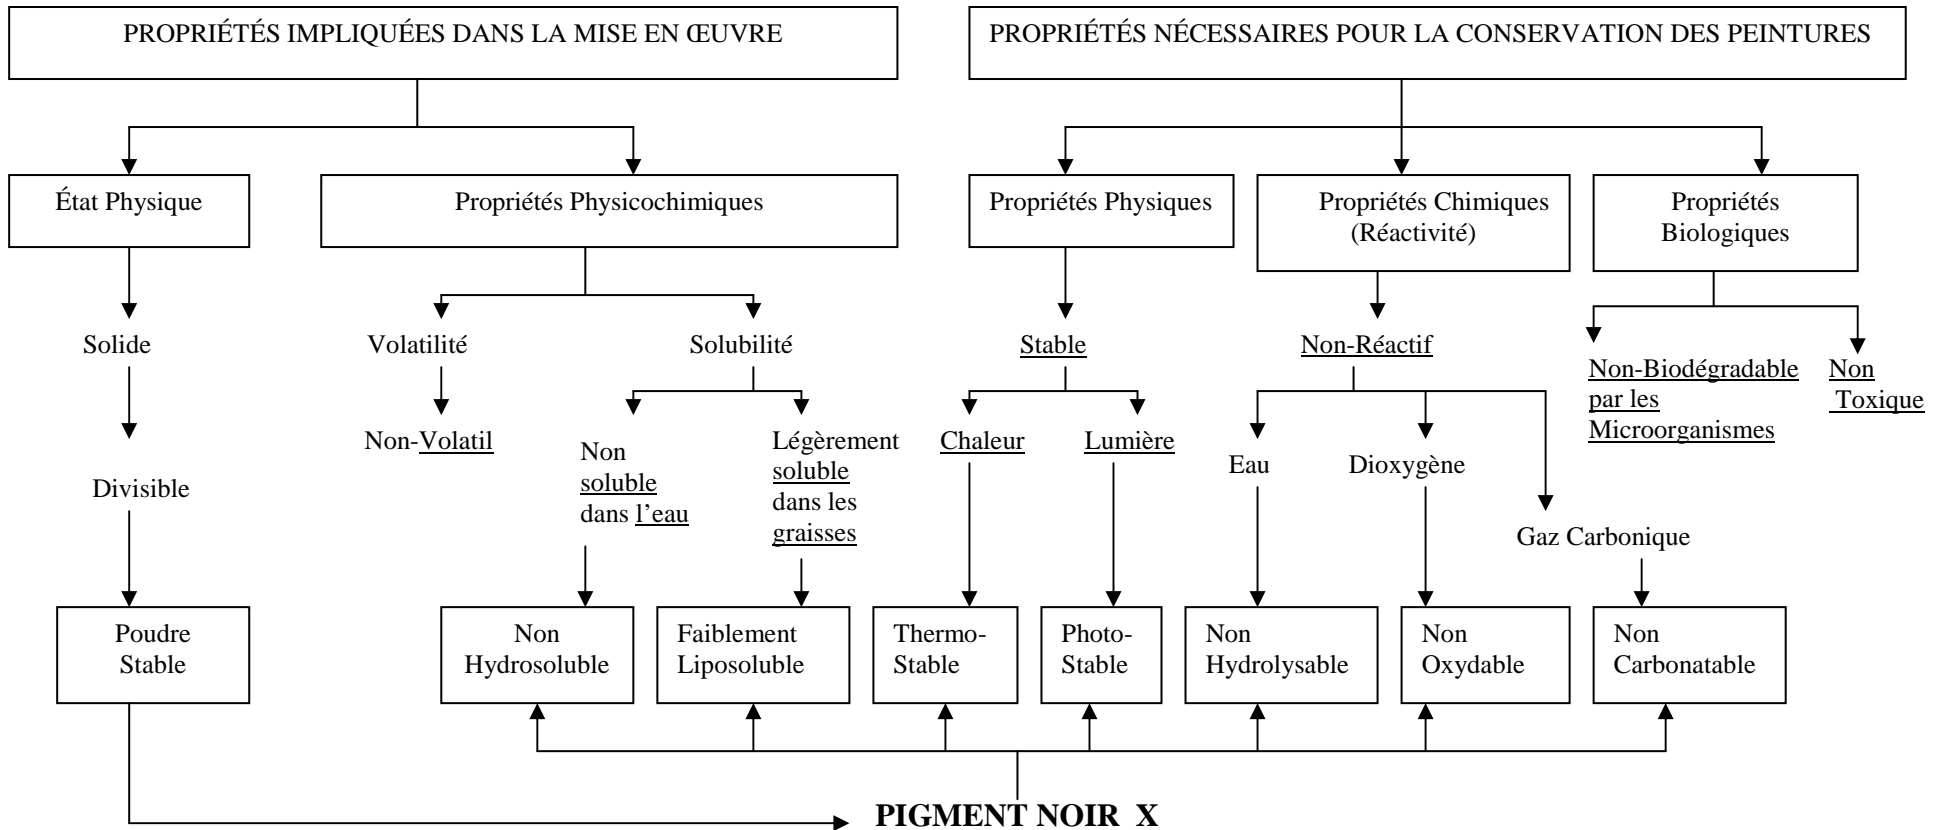 PROPRIÉTÉS IMPLIQUÉES DANS LA MISE EN ŒUVRE
PROPRIÉTÉS NÉCESSAIRES POUR LA CONSERVATION DES PEINTURES
État Physique
Propriétés Physicochimiques
Propriétés Physiques
Propriétés Chimiques
(Réactivité)
Propriétés
Biologiques
Solide
Volatilité
Solubilité
Stable
Non-Réactif
Non-Biodégradable
par les
Microorganismes
Non
Toxique
Divisible
Non-Volatil
Non
soluble
dans l’eau
Légèrement
soluble
dans les
graisses
Chaleur
Lumière
Eau
Dioxygène
Gaz Carbonique
Poudre
Stable
Non
Hydrosoluble
Faiblement
Liposoluble
Thermo-
Stable
Photo-
Stable
Non
Hydrolysable
Non
Oxydable
Non
Carbonatable
PIGMENT NOIR X